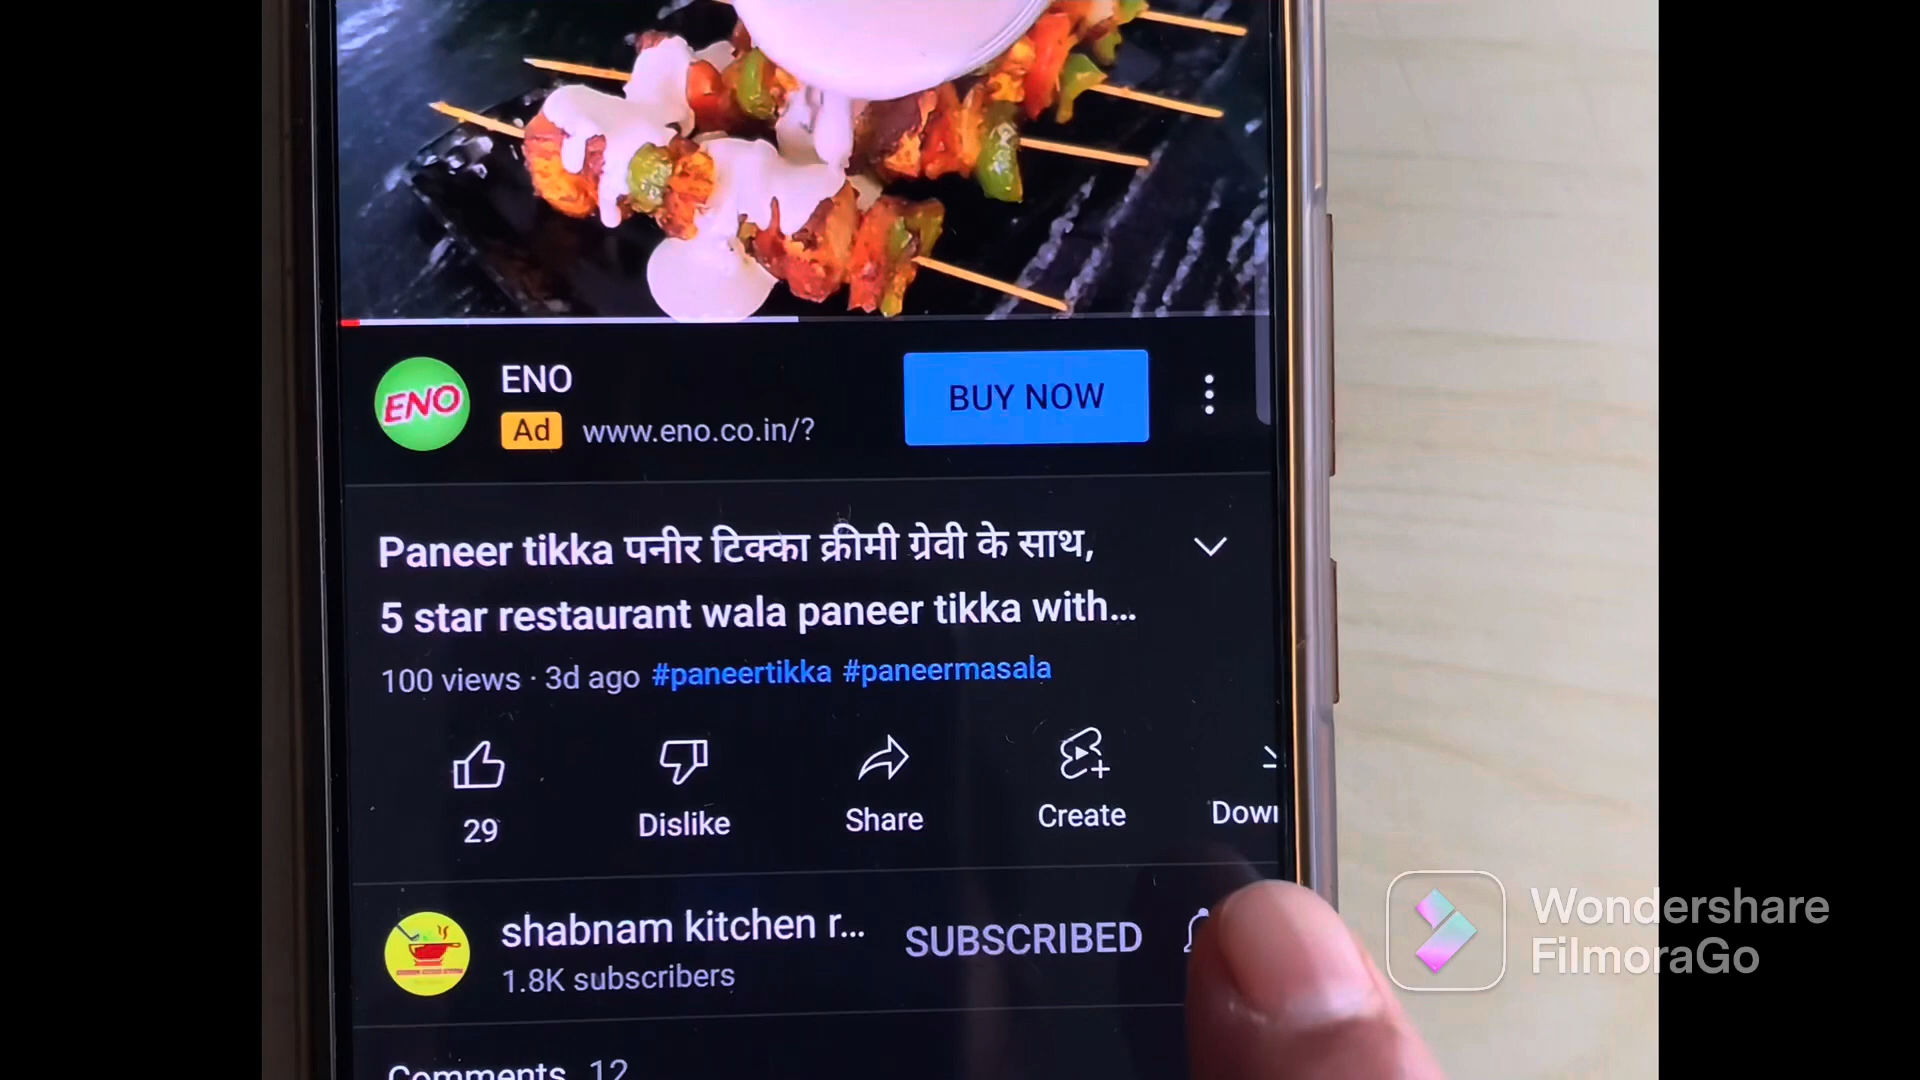 ENO
ENO
BUY NOW
Ad www.eno.co.in/?
Paneer tikka पनीर टिक्का क्रीमी ग्रेवी के साथ,
5 star restaurant wala paneer tikka with...
100 views · 3d ago #paneertikka #paneermasala
29
Dislike
Share
Create
Down
shabnam kitchen r...
SUBSCRIBED
1.8K subscribers
Comments 12
Wondershare
FilmoraGo